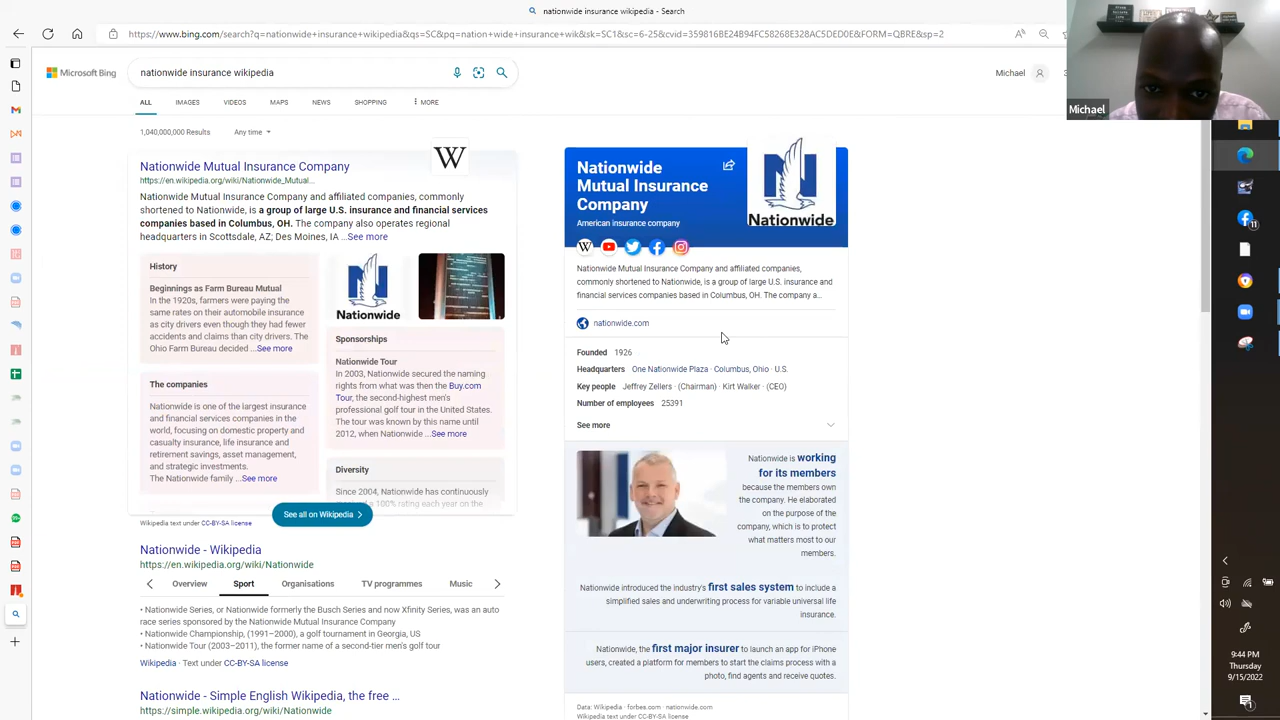 nationwide insurance wikipedia - Search
https://www.bing.com/search?q=nationwide+insurance+wikipedia&qs=SC&pq=nation+wide+insurance+wik&sk=SC1&sc=6-25&cvid=359816BE24B94FC58268E328AC5DED0E&FORM=QBRE&sp=2
Microsoft Bing
nationwide insurance wikipedia
Michael
ALL
IMAGES
VIDEOS
MAPS
NEWS
SHOPPING
MORE
1,040,000,000 Results
Any time
Nationwide Mutual Insurance Company
https://en.wikipedia.org/wiki/Nationwide_Mutual...
W
Nationwide Mutual Insurance Company and affiliated companies, commonly
shortened to Nationwide, is a group of large U.S. insurance and financial services
companies based in Columbus, OH. The company also operates regional
headquarters in Scottsdale, AZ; Des Moines, IA ...See more
History
Beginnings as Farm Bureau Mutual
In the 1920s, farmers were paying the
same rates on their automobile insurance
as city drivers even though they had fewer
accidents and claims than city drivers. The
Ohio Farm Bureau decided ...See more
The companies
Nationwide is one of the largest insurance
and financial services companies in the
world, focusing on domestic property and
casualty insurance, life insurance and
retirement savings, asset management,
and strategic investments.
The Nationwide family ...See more
Nationwide
Sponsorships
Nationwide Tour
In 2003, Nationwide secured the naming
rights from what was then the Buy.com
Tour, the second-highest men's
professional golf tour in the United States.
The tour was known by this name until
2012, when Nationwide ...See more
Diversity
Since 2004, Nationwide has continuously
received a 100% rating each year on the
See all on Wikipedia
Wikipedia text under CC-BY-SA license
Nationwide - Wikipedia
https://en.wikipedia.org/wiki/Nationwide
Overview
Sport
Organisations
TV programmes
Music
• Nationwide Series, or Nationwide formerly the Busch Series and now Xfinity Series, was an auto
race series sponsored by the Nationwide Mutual Insurance Company
• Nationwide Championship, (1991–2000), a golf tournament in Georgia, US
• Nationwide Tour (2003–2011), the former name of a second-tier men's golf tour
Wikipedia · Text under CC-BY-SA license
Nationwide - Simple English Wikipedia, the free ...
https://simple.wikipedia.org/wiki/Nationwide
Nationwide
Mutual Insurance
Company
American insurance company
Nationwide
W
Nationwide Mutual Insurance Company and affiliated companies,
commonly shortened to Nationwide, is a group of large U.S. insurance and
financial services companies based in Columbus, OH. The company a...
nationwide.com
Founded 1926
Headquarters One Nationwide Plaza · Columbus, Ohio · U.S.
Key people Jeffrey Zellers · (Chairman) · Kirt Walker · (CEO)
Number of employees 25391
See more
Nationwide is working
for its members
because the members own
the company. He elaborated
on the purpose of the
company, which is to protect
what matters most to our
members.
Nationwide introduced the industry's first sales system to include a
simplified sales and underwriting process for variable universal life
insurance.
Nationwide, the first major insurer to launch an app for iPhone
users, created a platform for members to start the claims process with a
photo, find agents and receive quotes.
Data: Wikipedia · forbes.com · nationwide.com
Wikipedia text under CC-BY-SA license
Michael
11
9:44 PM
Thursday
9/15/2022
1